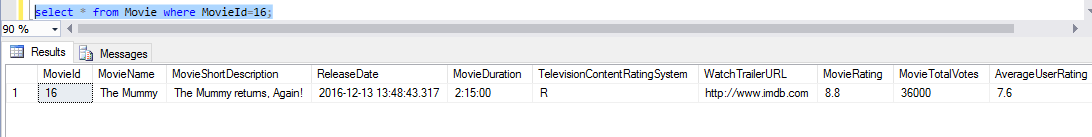 select * from Movie where MovieId=16;
90 %
Results Messages
MovieId MovieName MovieShortDescription ReleaseDate MovieDuration TelevisionContentRatingSystem WatchTrailerURL MovieRating MovieTotalVotes AverageUserRating
1 16 The Mummy The Mummy returns, Again! 2016-12-13 13:48:43.317 2:15:00 R http://www.imdb.com 8.8 36000 7.6